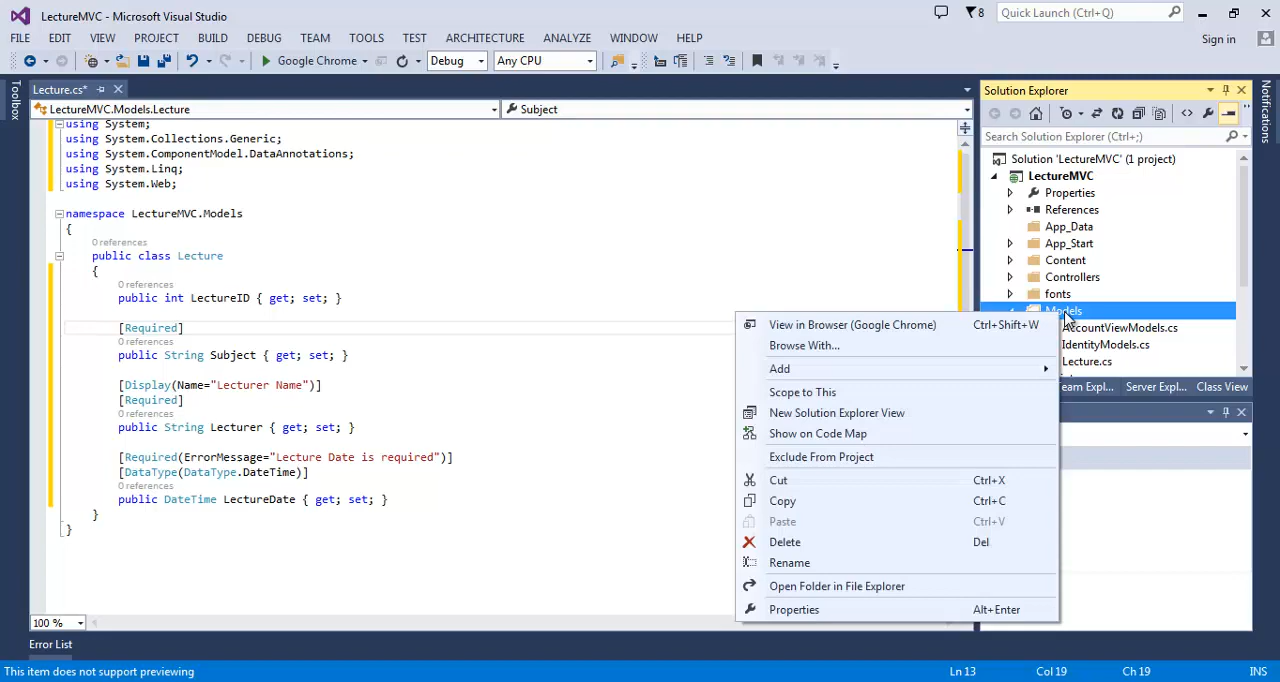 LectureMVC - Microsoft Visual Studio
8
Quick Launch (Ctrl+Q)
FILE EDIT VIEW PROJECT BUILD DEBUG TEAM TOOLS TEST ARCHITECTURE ANALYZE WINDOW HELP
Sign in
Google Chrome Debug Any CPU
Toolbox
Lecture.cs*
LectureMVC.Models.Lecture
Subject
using System;
using System.Collections.Generic;
using System.ComponentModel.DataAnnotations;
using System.Linq;
using System.Web;
namespace LectureMVC.Models
{
0 references
public class Lecture
{
0 references
public int LectureID { get; set; }
[Required]
0 references
public String Subject { get; set; }
[Display(Name="Lecturer Name")]
[Required]
0 references
public String Lecturer { get; set; }
[Required(ErrorMessage="Lecture Date is required")]
[DataType(DataType.DateTime)]
0 references
public DateTime LectureDate { get; set; }
}
}
100 %
Error List
This item does not support previewing
Ln 13 Col 19 Ch 19 INS
Solution Explorer
Search Solution Explorer (Ctrl+;)
Solution 'LectureMVC' (1 project)
LectureMVC
Properties
References
App_Data
App_Start
Content
Controllers
fonts
Models
AccountViewModels.cs
IdentityModels.cs
Lecture.cs
Team Expl... Server Expl... Class View
Notifications
View in Browser (Google Chrome) Ctrl+Shift+W
Browse With...
Add
Scope to This
New Solution Explorer View
Show on Code Map
Exclude From Project
Cut Ctrl+X
Copy Ctrl+C
Paste Ctrl+V
Delete Del
Rename
Open Folder in File Explorer
Properties Alt+Enter